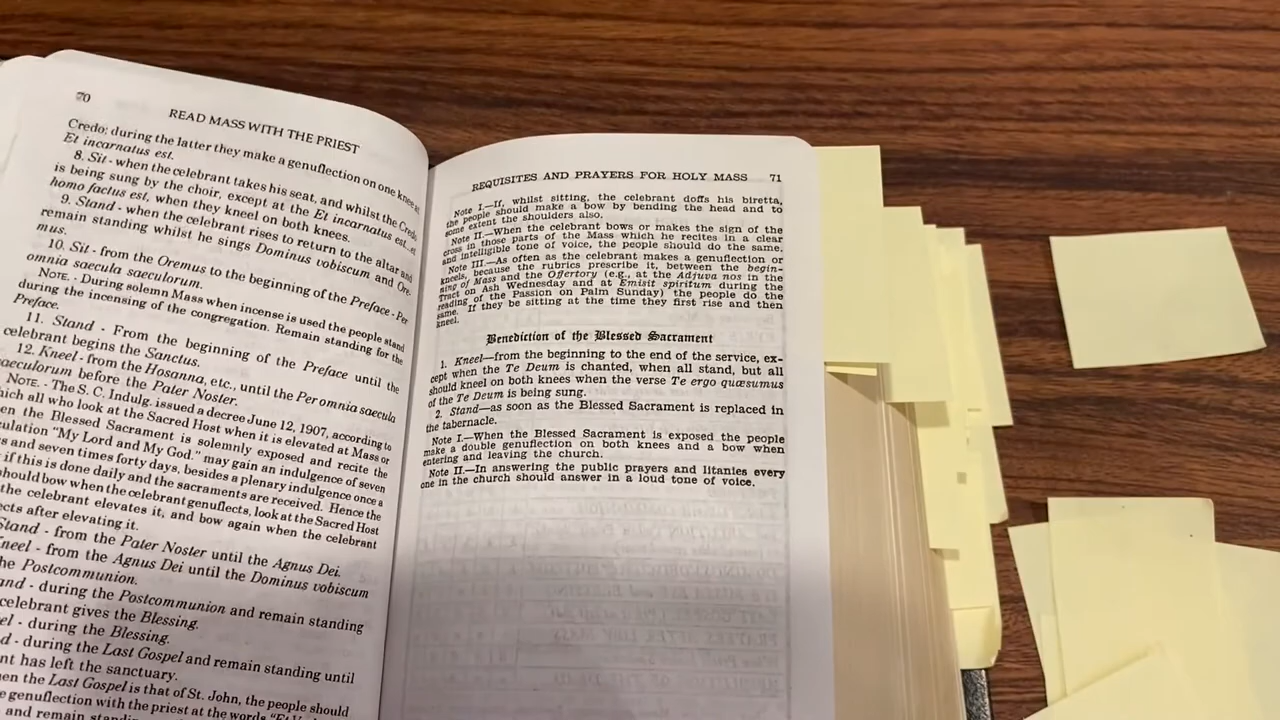 70
READ MASS WITH THE PRIEST
Credo; during the latter they make a genuflection on one knee at
Et incarnatus est.
8. Sit - when the celebrant takes his seat, and whilst the Credo
is being sung by the choir, except at the Et incarnatus est...et
homo factus est, when they kneel on both knees.
9. Stand - when the celebrant rises to return to the altar and
remain standing whilst he sings Dominus vobiscum and Ore-
mus.
10. Sit - from the Oremus to the beginning of the Preface - Per
omnia saecula saeculorum.
NOTE. - During solemn Mass when incense is used the people stand
during the incensing of the congregation. Remain standing for the
Preface.
11. Stand - From the beginning of the Preface until the
celebrant begins the Sanctus.
12. Kneel - from the Hosanna, etc., until the Per omnia saecula
saeculorum before the Pater Noster.
NOTE. - The S. C. Indulg. issued a decree June 12, 1907, according to
which all who look at the Sacred Host when it is elevated at Mass or
en the Blessed Sacrament is solemnly exposed and recite the
ulation "My Lord and My God." may gain an indulgence of seven
s and seven times forty days, besides a plenary indulgence once a
if this is done daily and the sacraments are received. Hence the
should bow when the celebrant genuflects, look at the Sacred Host
the celebrant elevates it, and bow again when the celebrant
ects after elevating it.
Stand - from the Pater Noster until the Agnus Dei.
neel - from the Agnus Dei until the Dominus vobiscum
he Postcommunion.
and - during the Postcommunion and remain standing
celebrant gives the Blessing.
el - during the Blessing.
d - during the Last Gospel and remain standing until
nt has left the sanctuary.
en the Last Gospel is that of St. John, the people should
e genuflection with the priest at the words "Et
and remain
REQUISITES AND PRAYERS FOR HOLY MASS 71
Note I.—If, whilst sitting, the celebrant doffs his biretta,
the people should make a bow by bending the head and to
some extent the shoulders also.
Note II.—When the celebrant bows or makes the sign of the
cross in those parts of the Mass which he recites in a clear
and intelligible tone of voice, the people should do the same.
Note III.—As often as the celebrant makes a genuflection or
kneels, because the rubrics prescribe it, between the begin-
ning of Mass and the Offertory (e.g., at the Adjuva nos in the
Tract on Ash Wednesday and at Emisit spiritum during the
reading of the Passion on Palm Sunday) the people do the
same. If they be sitting at the time they first rise and then
kneel.
Benediction of the Blessed Sacrament
1. Kneel—from the beginning to the end of the service, ex-
cept when the Te Deum is chanted, when all stand, but all
should kneel on both knees when the verse Te ergo quæsumus
of the Te Deum is being sung.
2. Stand—as soon as the Blessed Sacrament is replaced in
the tabernacle.
Note I.—When the Blessed Sacrament is exposed the people
make a double genuflection on both knees and a bow when
entering and leaving the church.
Note II.—In answering the public prayers and litanies every
one in the church should answer in a loud tone of voice.